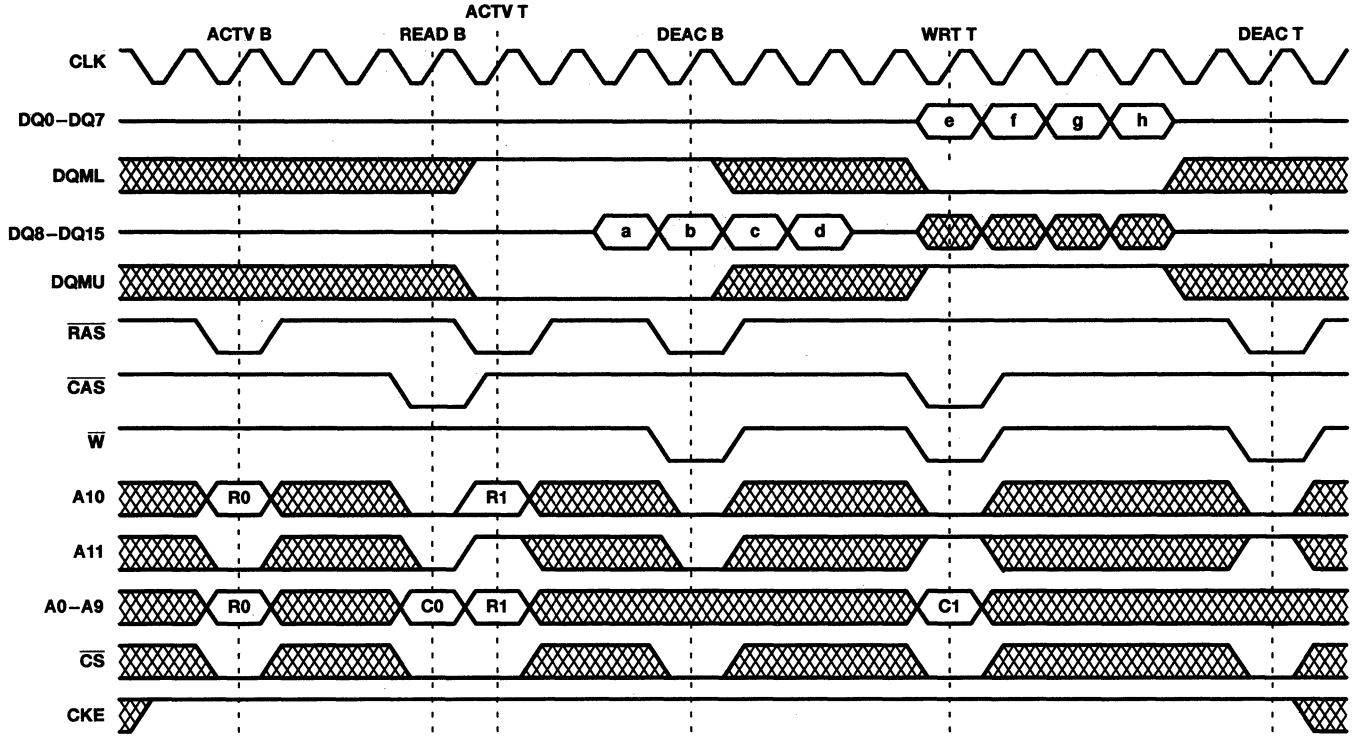 ACTV T
ACTV B READ B DEAC B WRT T DEAC T
CLK
DQ0–DQ7 e f g h
DQML
DQ8–DQ15 a b c d
DQMU
RAS
CAS
W
A10 R0 R1
A11
A0–A9 R0 C0 R1 C1
CS
CKE